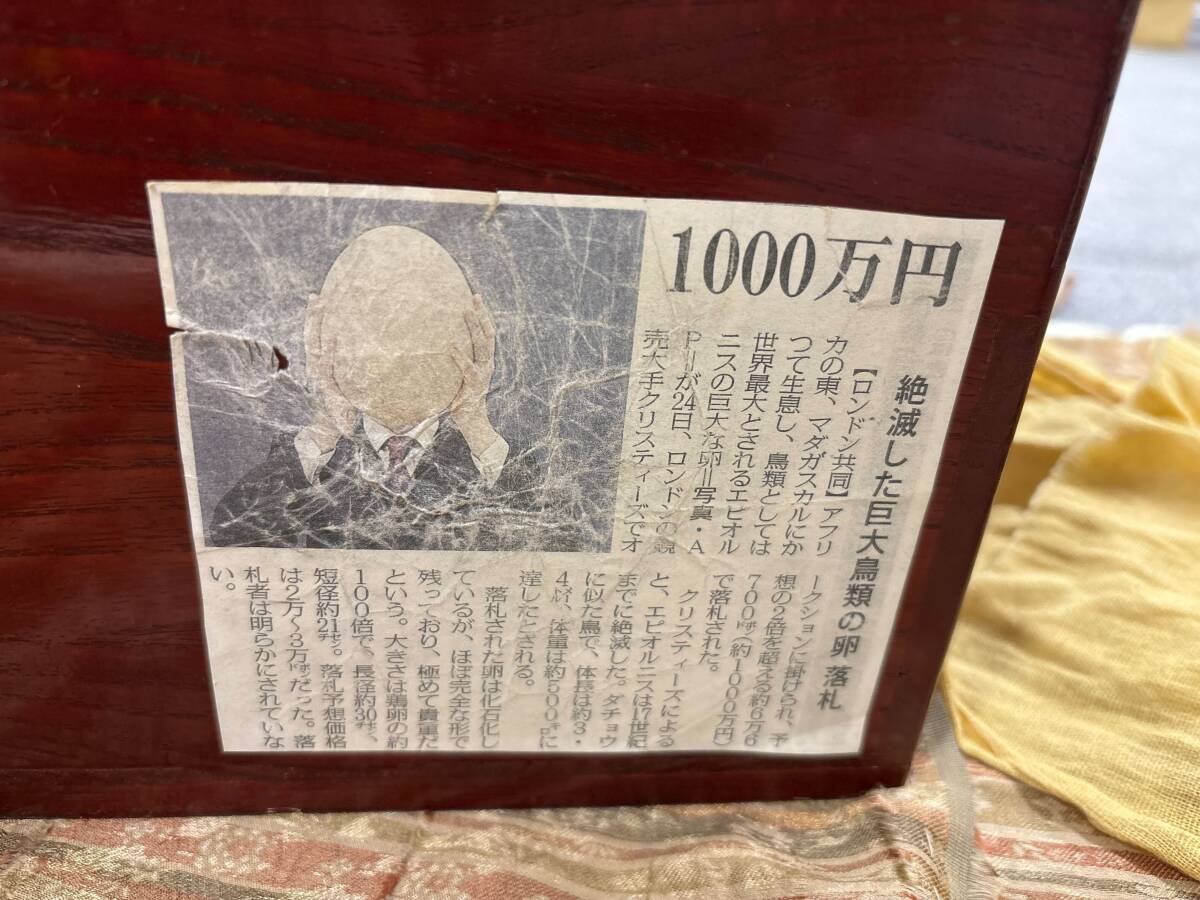 1000万円
絶滅した巨大鳥類の卵 落札
【ロンドン共同】アフリ
カの東、マダガスカルにか
つて生息し、鳥類としては
世界最大とされるエピオル
ニスの巨大な卵＝写真・A
P＝が24日、ロンドンの競
売大手クリスティーズでオ
ークションに掛けられ、予
想の2倍を超える約6万6
700㍀（約1000万円）
で落札された。
クリスティーズによる
と、エピオルニスは17世紀
までに絶滅した。ダチョウ
に似た鳥で、体長は約3・
4㍍、体重は約500㌔に
達したとされる。
落札された卵は化石化し
ているが、ほぼ完全な形で
残っており、極めて貴重だ
という。大きさは鶏卵の約
100倍で、長径約30㌢、
短径約21㌢。落札予想価格
は2万〜3万㍀だった。落
札者は明らかにされていな
い。